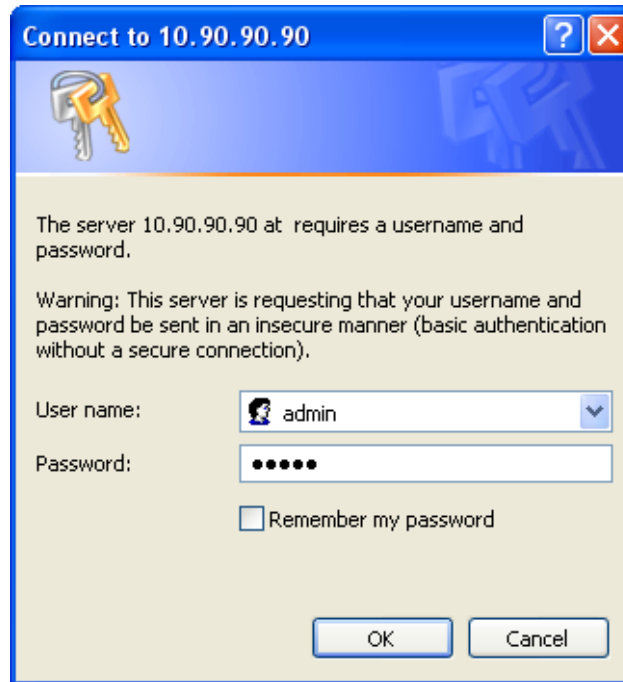 Connect to 10.90.90.90
The server 10.90.90.90 at  requires a username and
password.
Warning: This server is requesting that your username and
password be sent in an insecure manner (basic authentication
without a secure connection).
User name:
admin
Password:
•••••
Remember my password
OK
Cancel